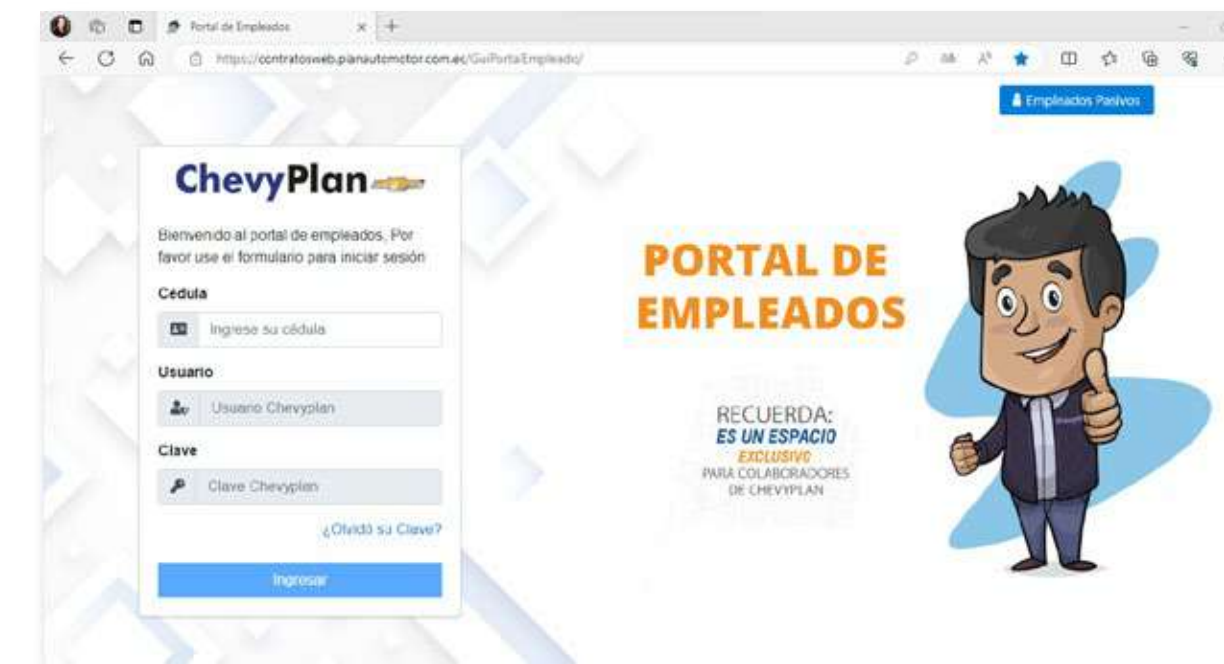 Portal de Empleados
https://contratosweb.planautomotor.com.ec/GuiPortalEmpleado/
Empleados Pasivos
ChevyPlan
Bienvenido al portal de empleados. Por
favor use el formulario para iniciar sesión
Cédula
Ingrese su cédula
Usuario
Usuario Chevyplan
Clave
Clave Chevyplan
¿Olvidó su Clave?
Ingresar
PORTAL DE
EMPLEADOS
RECUERDA:
ES UN ESPACIO
EXCLUSIVO
PARA COLABORADORES
DE CHEVYPLAN